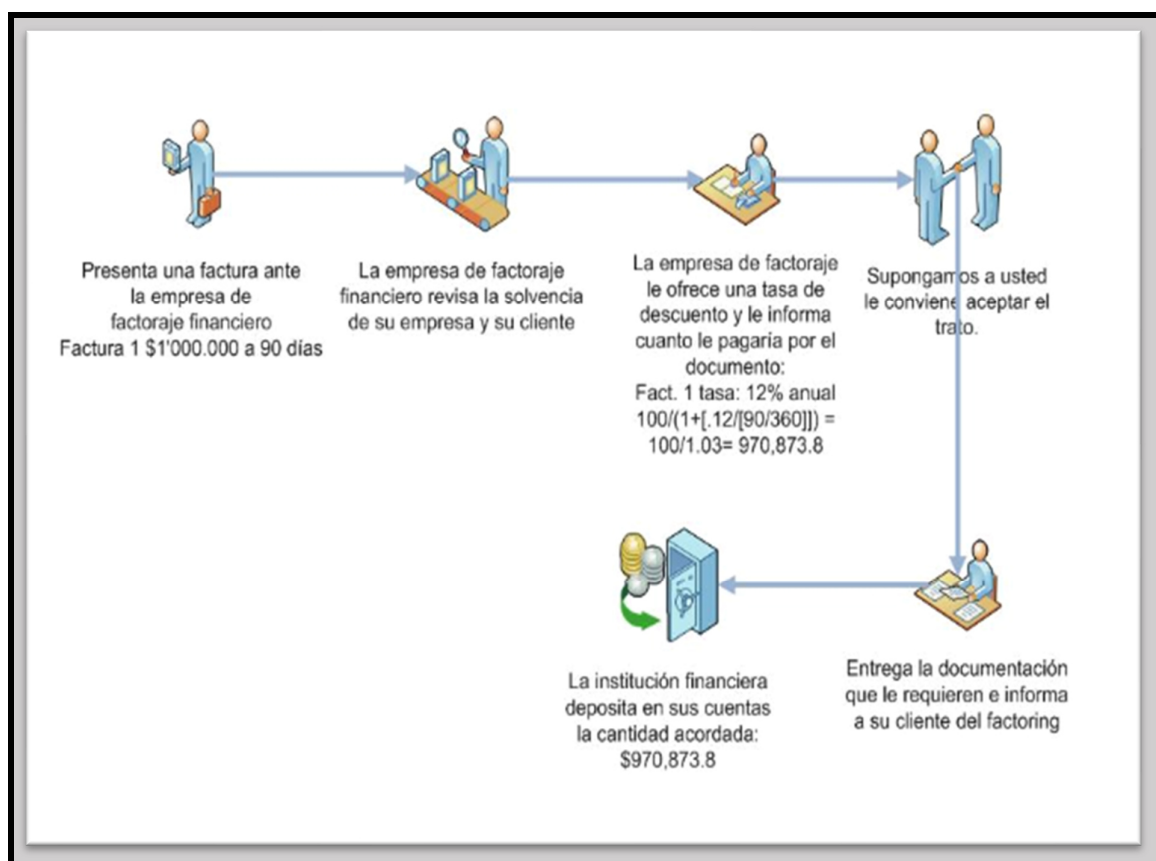 Presenta una factura ante
la empresa de
factoraje financiero
Factura 1 $1'000.000 a 90 días
La empresa de factoraje
financiero revisa la solvencia
de su empresa y su cliente
La empresa de factoraje
le ofrece una tasa de
descuento y le informa
cuanto le pagaría por el
documento:
Fact. 1 tasa: 12% anual
100/(1+[.12/[90/360]]) =
100/1.03= 970,873.8
Supongamos a usted
le conviene aceptar el
trato.
Entrega la documentación
que le requieren e informa
a su cliente del factoring
La institución financiera
deposita en sus cuentas
la cantidad acordada:
$970,873.8